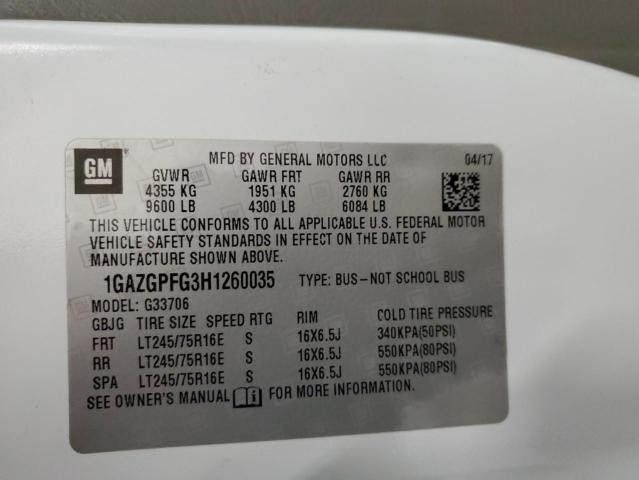 GM
MFD BY GENERAL MOTORS LLC 04/17
GVWR GAWR FRT GAWR RR
4355 KG 1951 KG 2760 KG
9600 LB 4300 LB 6084 LB
THIS VEHICLE CONFORMS TO ALL APPLICABLE U.S. FEDERAL MOTOR
VEHICLE SAFETY STANDARDS IN EFFECT ON THE DATE OF
MANUFACTURE SHOWN ABOVE.
1GAZGPFG3H1260035 TYPE: BUS-NOT SCHOOL BUS
MODEL: G33706
GBJG TIRE SIZE SPEED RTG RIM COLD TIRE PRESSURE
FRT LT245/75R16E S 16X6.5J 340KPA(50PSI)
RR LT245/75R16E S 16X6.5J 550KPA(80PSI)
SPA LT245/75R16E S 16X6.5J 550KPA(80PSI)
SEE OWNER'S MANUAL FOR MORE INFORMATION.